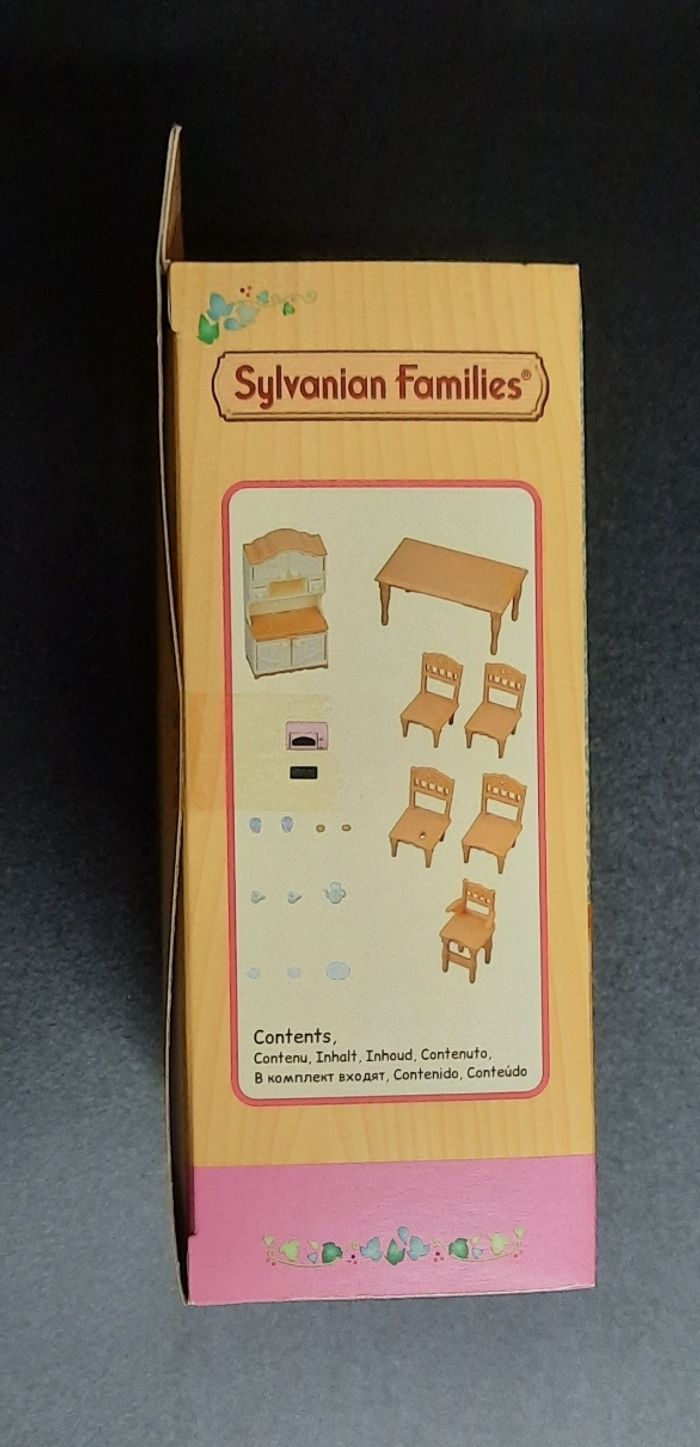 Sylvanian Families®
Contents,
Contenu, Inhalt, Inhoud, Contenuto,
В комплект входят, Contenido, Conteúdo